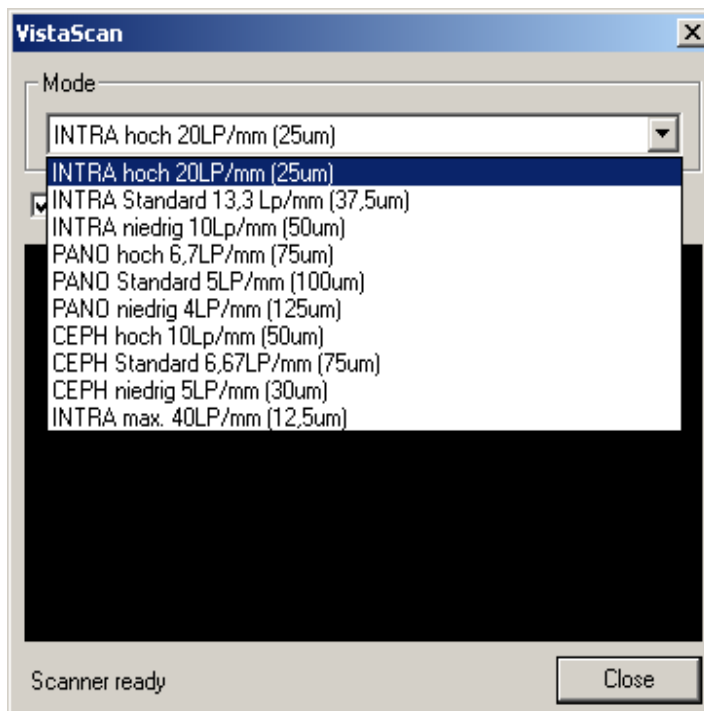 VistaScan
Mode
INTRA hoch 20LP/mm (25um)
INTRA hoch 20LP/mm (25um)
INTRA Standard 13,3 Lp/mm (37,5um)
INTRA niedrig 10Lp/mm (50um)
PANO hoch 6,7LP/mm (75um)
PANO Standard 5LP/mm (100um)
PANO niedrig 4LP/mm (125um)
CEPH hoch 10Lp/mm (50um)
CEPH Standard 6,67LP/mm (75um)
CEPH niedrig 5LP/mm (30um)
INTRA max. 40LP/mm (12,5um)
Scanner ready
Close